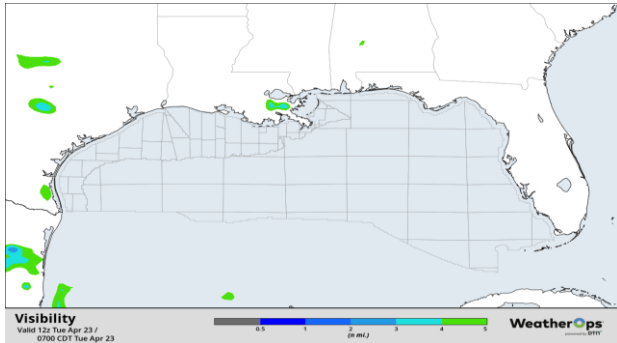 Visibility
Valid 12z Tue Apr 23 /
0700 CDT Tue Apr 23
0.5 1 2 3 4 5
(n mi.)
WeatherOps
powered by DTN